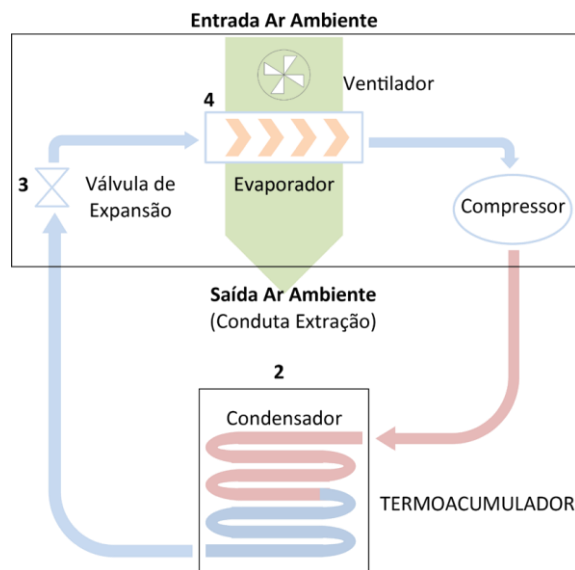 Entrada Ar Ambiente
4
Ventilador
3
Válvula de
Expansão
Evaporador
Compressor
Saída Ar Ambiente
(Conduta Extração)
2
Condensador
TERMOACUMULADOR